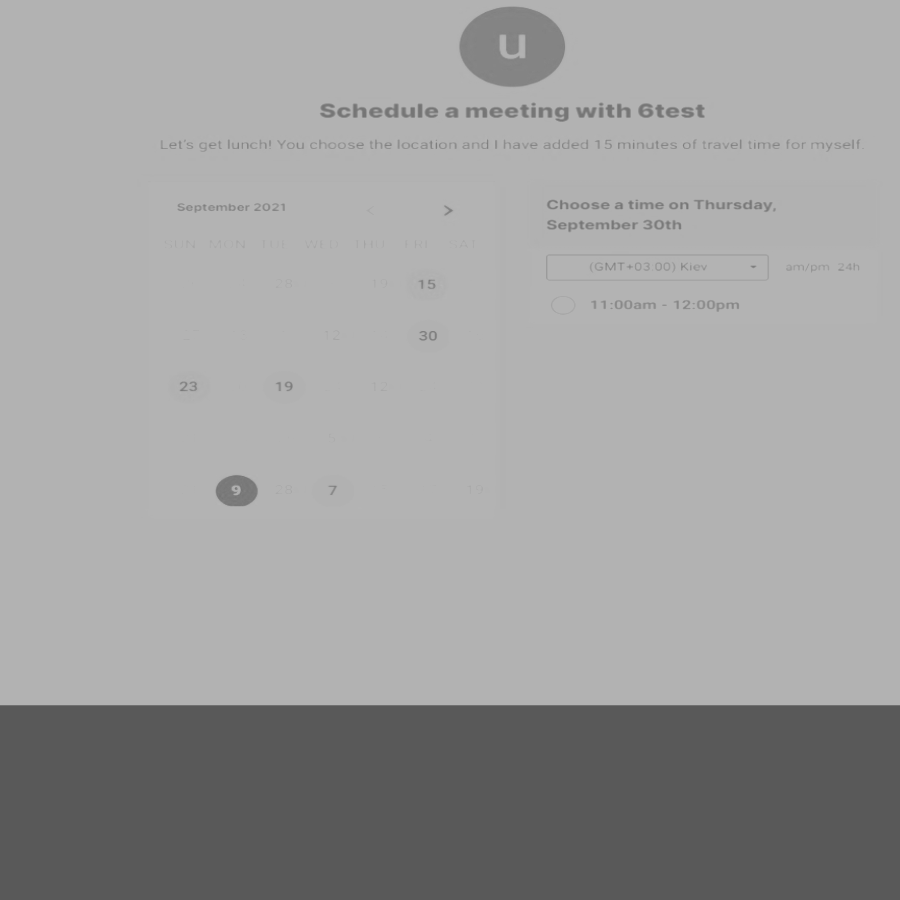 u
Schedule a meeting with 6test
Let's get lunch! You choose the location and I have added 15 minutes of travel time for myself.
September 2021 < >
SUN MON TUE WED THU FRI SAT
28 19 15
12 30
23 19 12
5
9 28 7 19
Choose a time on Thursday,
September 30th
(GMT+03:00) Kiev am/pm 24h
11:00am - 12:00pm